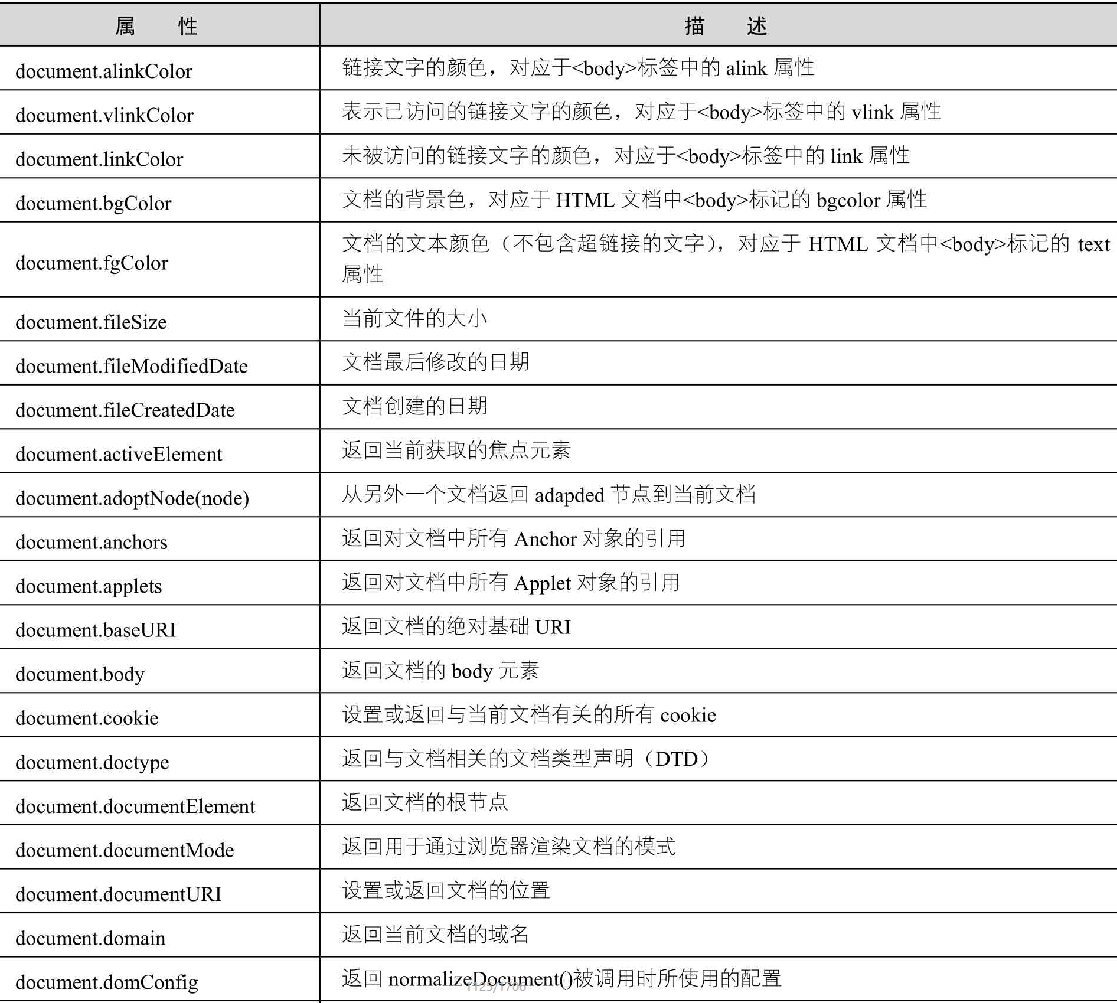 属 性 描 述
document.alinkColor 链接文字的颜色，对应于<body>标签中的 alink 属性
document.vlinkColor 表示已访问的链接文字的颜色，对应于<body>标签中的 vlink 属性
document.linkColor 未被访问的链接文字的颜色，对应于<body>标签中的 link 属性
document.bgColor 文档的背景色，对应于 HTML 文档中<body>标记的 bgcolor 属性
document.fgColor 文档的文本颜色（不包含超链接的文字），对应于 HTML 文档中<body>标记的 text
属性
document.fileSize 当前文件的大小
document.fileModifiedDate 文档最后修改的日期
document.fileCreatedDate 文档创建的日期
document.activeElement 返回当前获取的焦点元素
document.adoptNode(node) 从另外一个文档返回 adapded 节点到当前文档
document.anchors 返回对文档中所有 Anchor 对象的引用
document.applets 返回对文档中所有 Applet 对象的引用
document.baseURI 返回文档的绝对基础 URI
document.body 返回文档的 body 元素
document.cookie 设置或返回与当前文档有关的所有 cookie
document.doctype 返回与文档相关的文档类型声明（DTD）
document.documentElement 返回文档的根节点
document.documentMode 返回用于通过浏览器渲染文档的模式
document.documentURI 设置或返回文档的位置
document.domain 返回当前文档的域名
document.domConfig 返回 normalizeDocument()被调用时所使用的配置